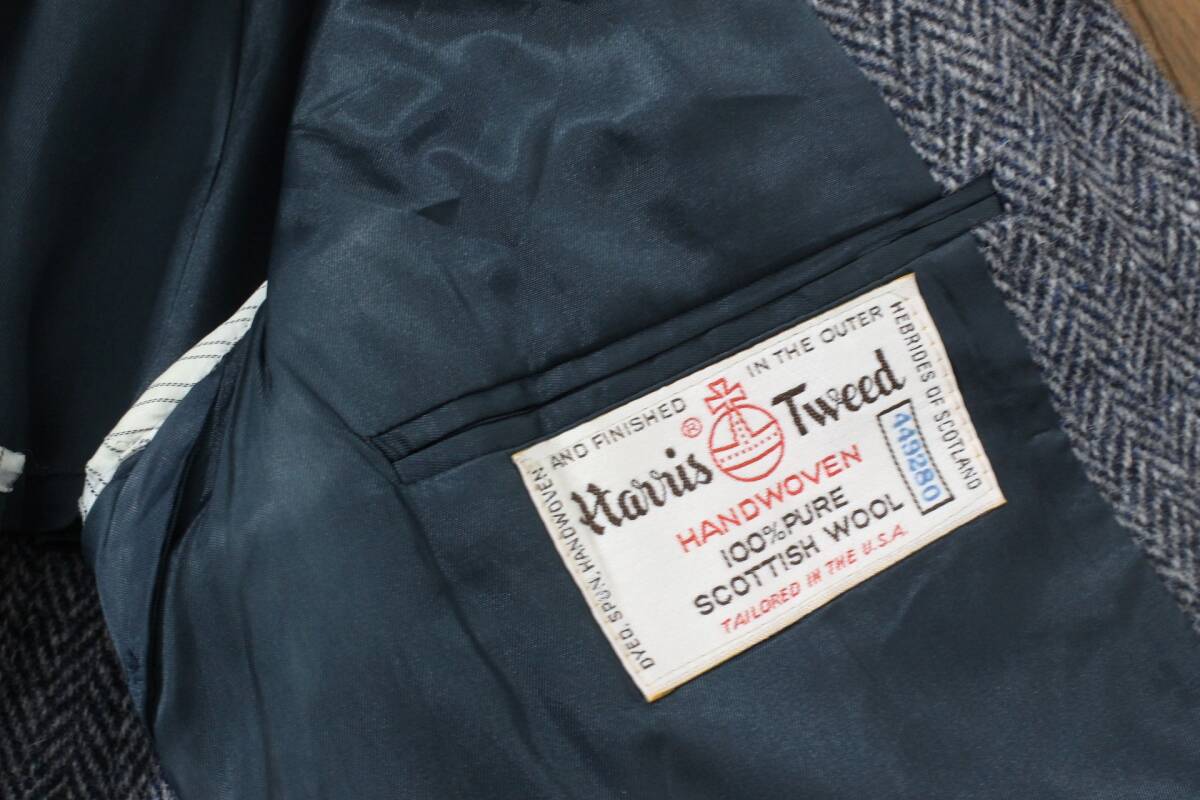 DYED, SPUN, HANDWOVEN AND FINISHED IN THE OUTER HEBRIDES OF SCOTLAND
Harris ® Tweed
HANDWOVEN
100% PURE
SCOTTISH WOOL
TAILORED IN THE U.S.A.
449280